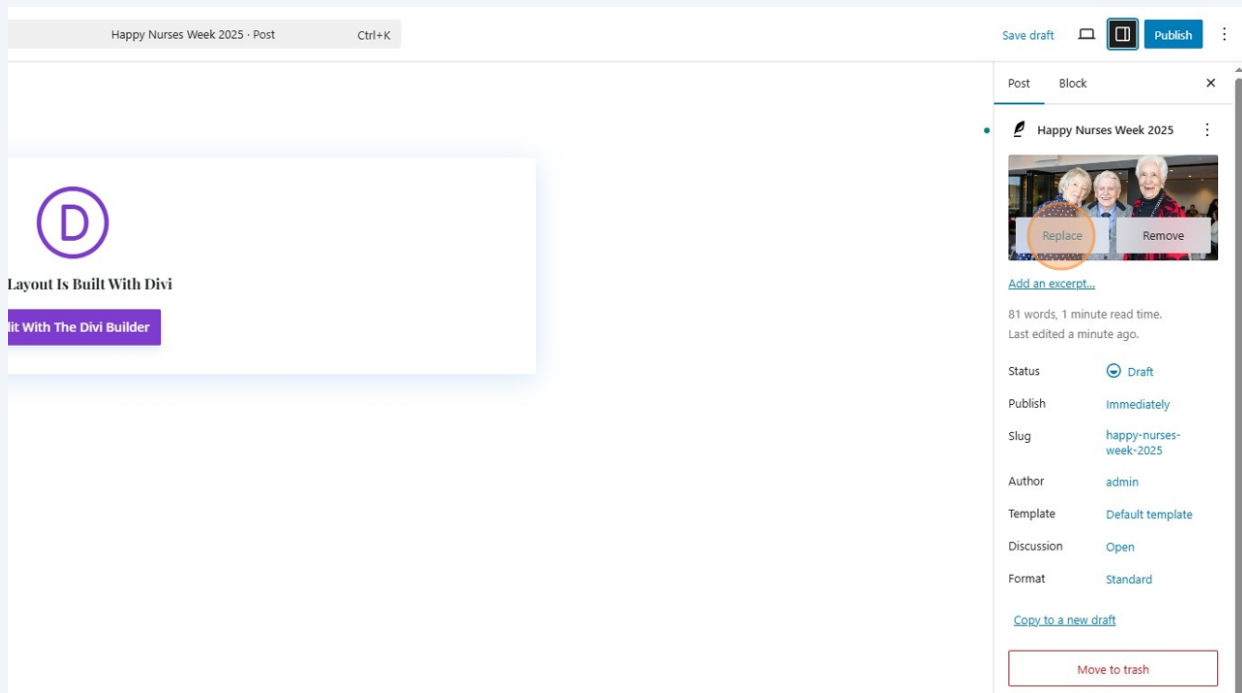 Happy Nurses Week 2025 · Post Ctrl+K
Save draft Publish
Post Block
Happy Nurses Week 2025
Replace Remove
Add an excerpt...
81 words, 1 minute read time.
Last edited a minute ago.
Status Draft
Publish Immediately
Slug happy-nurses-
week-2025
Author admin
Template Default template
Discussion Open
Format Standard
Copy to a new draft
Move to trash
D
Layout Is Built With Divi
With The Divi Builder